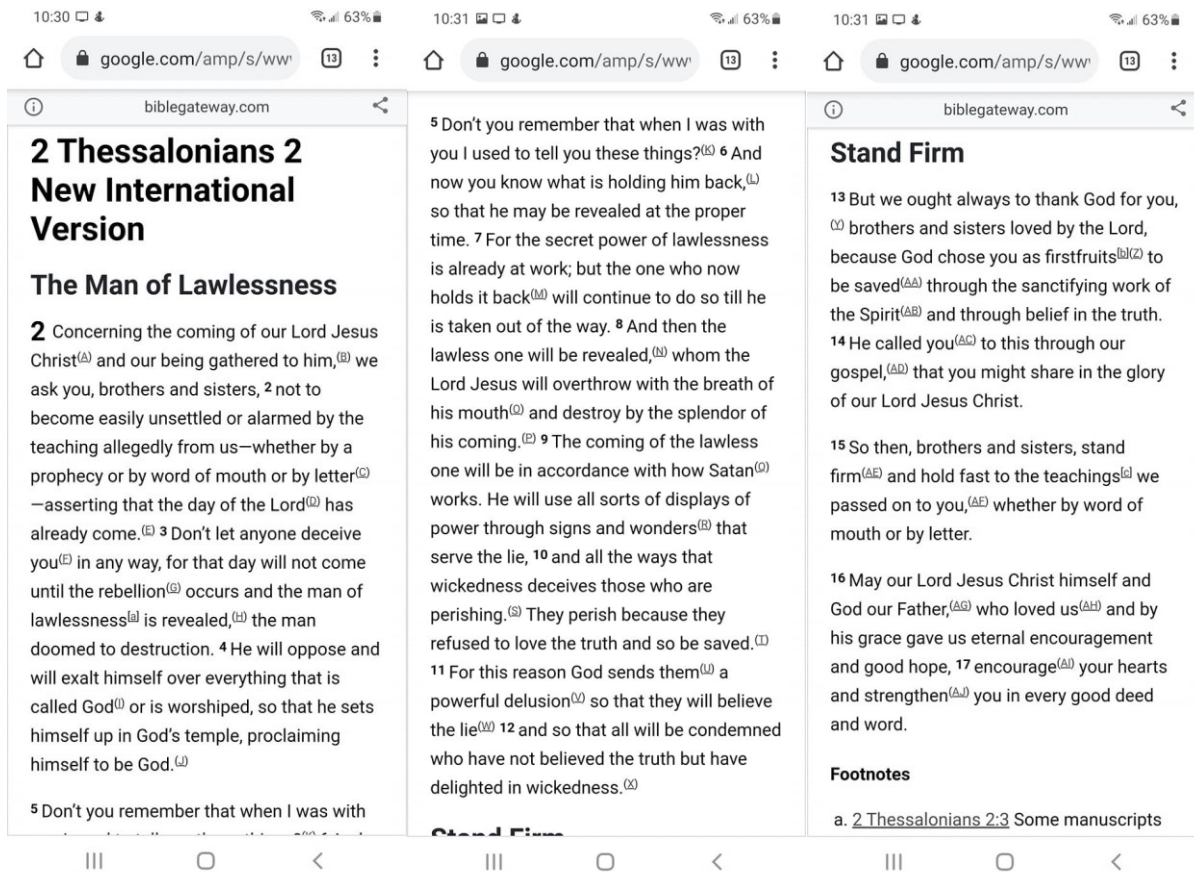 10:30 63%
google.com/amp/s/ww 13
biblegateway.com
2 Thessalonians 2
New International
Version
The Man of Lawlessness
2 Concerning the coming of our Lord Jesus
Christ(A) and our being gathered to him,(B) we
ask you, brothers and sisters, 2 not to
become easily unsettled or alarmed by the
teaching allegedly from us—whether by a
prophecy or by word of mouth or by letter(C)
—asserting that the day of the Lord(D) has
already come.(E) 3 Don't let anyone deceive
you(F) in any way, for that day will not come
until the rebellion(G) occurs and the man of
lawlessness[a] is revealed,(H) the man
doomed to destruction. 4 He will oppose and
will exalt himself over everything that is
called God(I) or is worshiped, so that he sets
himself up in God's temple, proclaiming
himself to be God.(J)
5 Don't you remember that when I was with
10:31 63%
google.com/amp/s/ww 13
5 Don't you remember that when I was with
you I used to tell you these things?(K) 6 And
now you know what is holding him back,(L)
so that he may be revealed at the proper
time. 7 For the secret power of lawlessness
is already at work; but the one who now
holds it back(M) will continue to do so till he
is taken out of the way. 8 And then the
lawless one will be revealed,(N) whom the
Lord Jesus will overthrow with the breath of
his mouth(O) and destroy by the splendor of
his coming.(P) 9 The coming of the lawless
one will be in accordance with how Satan(Q)
works. He will use all sorts of displays of
power through signs and wonders(R) that
serve the lie, 10 and all the ways that
wickedness deceives those who are
perishing.(S) They perish because they
refused to love the truth and so be saved.(T)
11 For this reason God sends them(U) a
powerful delusion(V) so that they will believe
the lie(W) 12 and so that all will be condemned
who have not believed the truth but have
delighted in wickedness.(X)
Stand Firm
10:31 63%
google.com/amp/s/ww 13
biblegateway.com
Stand Firm
13 But we ought always to thank God for you,
(Y) brothers and sisters loved by the Lord,
because God chose you as firstfruits[b](Z) to
be saved(AA) through the sanctifying work of
the Spirit(AB) and through belief in the truth.
14 He called you(AC) to this through our
gospel,(AD) that you might share in the glory
of our Lord Jesus Christ.
15 So then, brothers and sisters, stand
firm(AE) and hold fast to the teachings[c] we
passed on to you,(AF) whether by word of
mouth or by letter.
16 May our Lord Jesus Christ himself and
God our Father,(AG) who loved us(AH) and by
his grace gave us eternal encouragement
and good hope, 17 encourage(AI) your hearts
and strengthen(AJ) you in every good deed
and word.
Footnotes
a. 2 Thessalonians 2:3 Some manuscripts